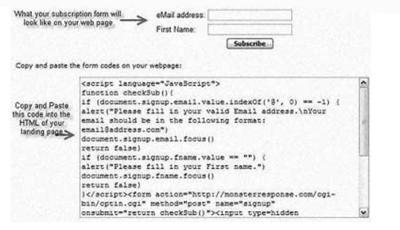 What your subscription form will
look like on your web page
eMail address:
First Name:
Subscribe
Copy and paste the form codes on your webpage:
Copy and Paste
this code into the
HTML of your
landing page
<script language="JavaScript">
function checkSub(){
if (document.signup.email.value.indexOf('@', 0) == -1) {
alert("Please fill in your valid Email address.\nYour
email should be in the following format:
email@address.com")
document.signup.email.focus()
return false}
if (document.signup.fname.value == "") {
alert("Please fill in your First name.")
document.signup.fname.focus()
return false}
}</script><form action="http://monsterresponse.com/cgi-
bin/optin.cgi" method="post" name="signup"
onsubmit="return checkSub()"><input type=hidden